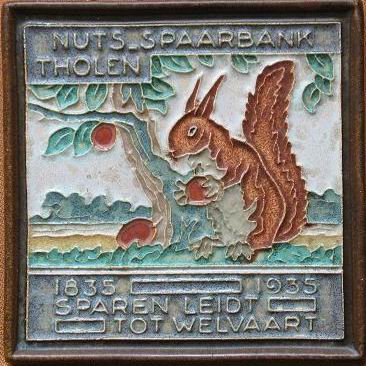 NUTS_SPAARBANK
THOLEN
1835 1935
SPAREN LEIDT
TOT WELVAART